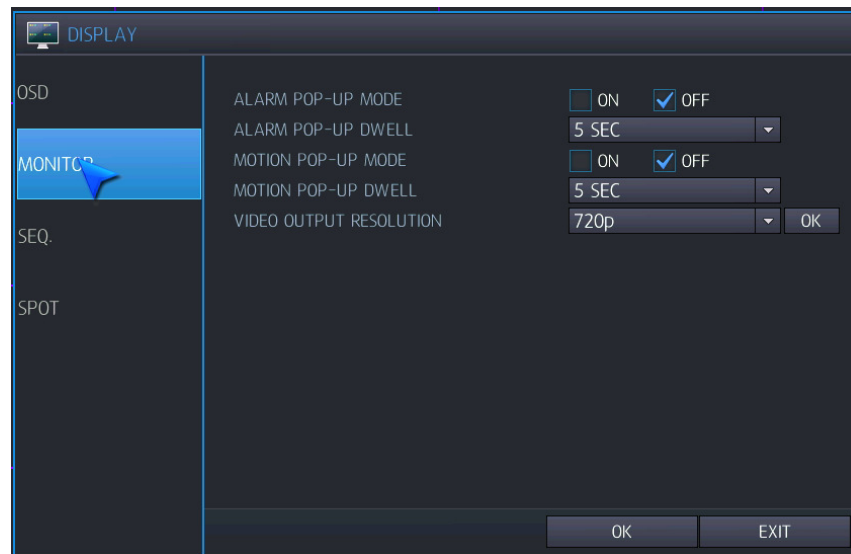 DISPLAY
OSD
MONITOR
SEQ.
SPOT
ALARM POP-UP MODE ON OFF
ALARM POP-UP DWELL 5 SEC
MOTION POP-UP MODE ON OFF
MOTION POP-UP DWELL 5 SEC
VIDEO OUTPUT RESOLUTION 720p OK
OK EXIT